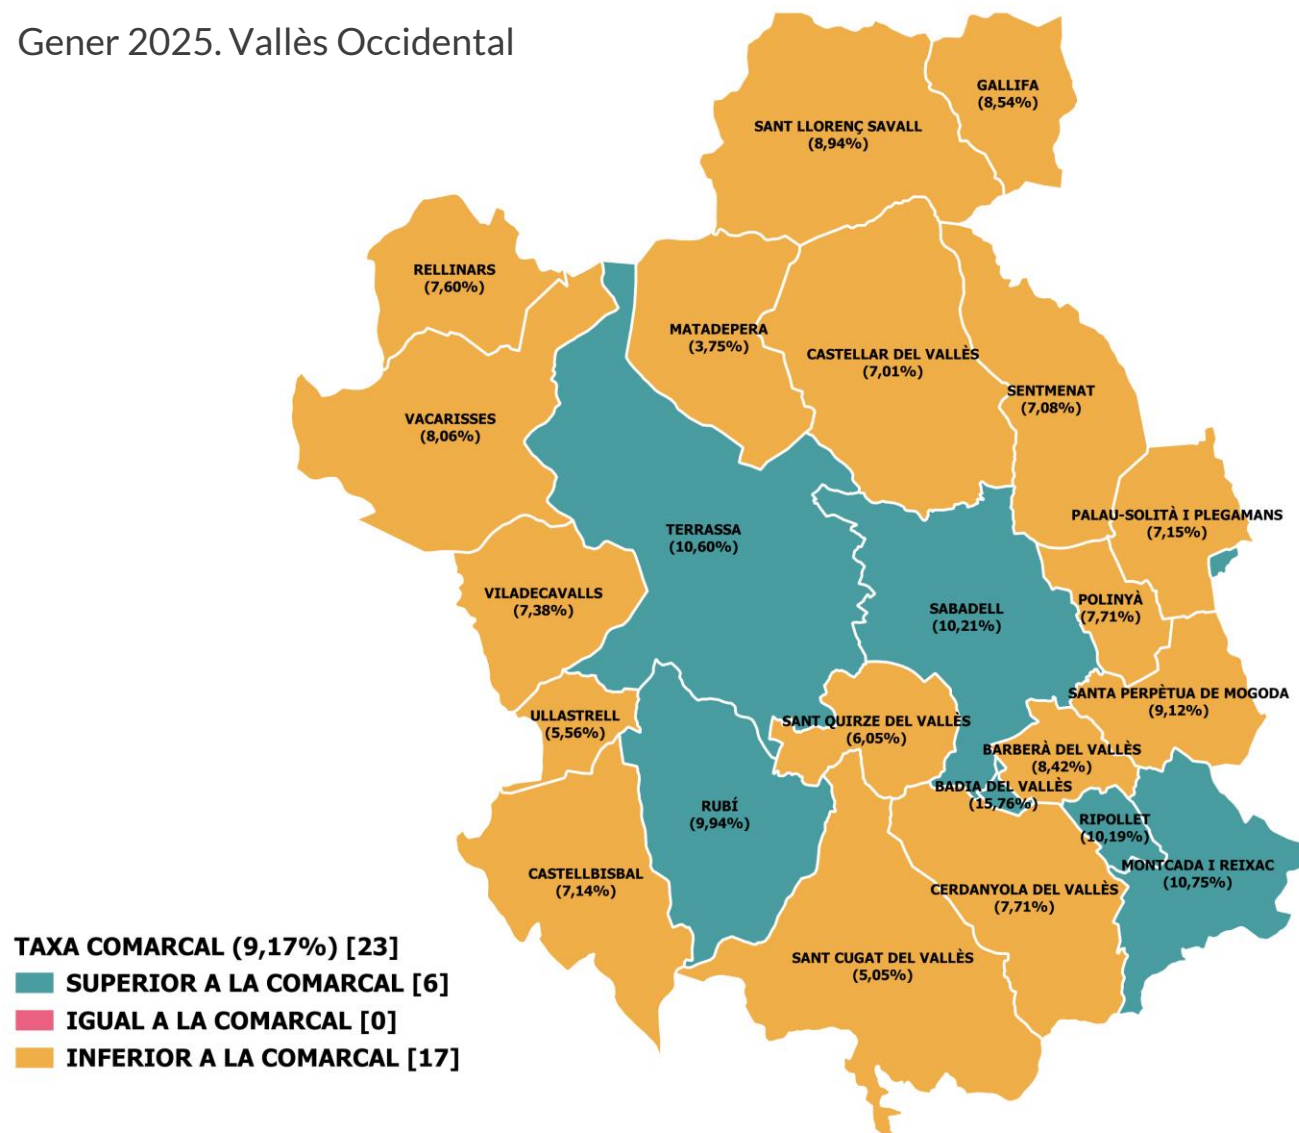 Gener 2025. Vallès Occidental
GALLIFA
(8,54%)
SANT LLORENÇ SAVALL
(8,94%)
RELLINARS
(7,60%)
MATADEPERA
(3,75%)
CASTELLAR DEL VALLÈS
(7,01%)
SENTMENAT
(7,08%)
VACARISSES
(8,06%)
PALAU-SOLITÀ I PLEGAMANS
(7,15%)
TERRASSA
(10,60%)
VILADECAVALLS
(7,38%)
SABADELL
(10,21%)
POLINYÀ
(7,71%)
SANTA PERPÈTUA DE MOGODA
(9,12%)
ULLASTRELL
(5,56%)
SANT QUIRZE DEL VALLÈS
(6,05%)
BARBERÀ DEL VALLÈS
(8,42%)
BADIA DEL VALLÈS
(15,76%)
RUBÍ
(9,94%)
RIPOLLET
(10,19%)
MONTCADA I REIXAC
(10,75%)
CASTELLBISBAL
(7,14%)
CERDANYOLA DEL VALLÈS
(7,71%)
SANT CUGAT DEL VALLÈS
(5,05%)
TAXA COMARCAL (9,17%) [23]
SUPERIOR A LA COMARCAL [6]
IGUAL A LA COMARCAL [0]
INFERIOR A LA COMARCAL [17]